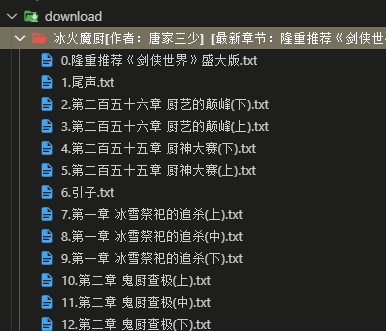 download
冰火魔厨[作者：唐家三少] [最新章节：隆重推荐《剑侠世
0.隆重推荐《剑侠世界》盛大版.txt
1.尾声.txt
2.第二百五十六章 厨艺的颠峰(下).txt
3.第二百五十六章 厨艺的颠峰(上).txt
4.第二百五十五章 厨神大赛(下).txt
5.第二百五十五章 厨神大赛(上).txt
6.引子.txt
7.第一章 冰雪祭祀的追杀(上).txt
8.第一章 冰雪祭祀的追杀(中).txt
9.第一章 冰雪祭祀的追杀(下).txt
10.第二章 鬼厨查极(上).txt
11.第二章 鬼厨查极(中).txt
12.第二章 鬼厨查极(下).txt